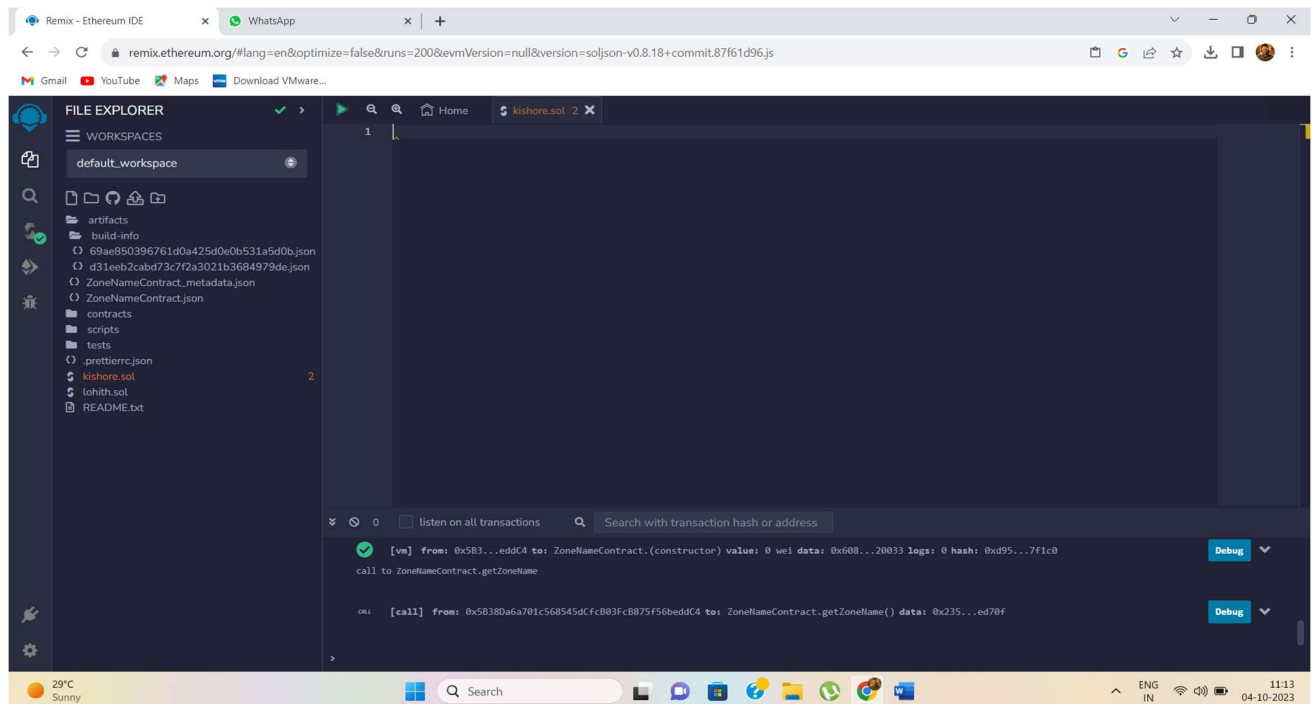 Remix - Ethereum IDE
WhatsApp
remix.ethereum.org/#lang=en&optimize=false&runs=200&evmVersion=null&version=soljson-v0.8.18+commit.87f61d96.js
Gmail YouTube Maps Download VMware...
FILE EXPLORER
Home
kishore.sol 2
WORKSPACES
1
default_workspace
artifacts
build-info
69ae850396761d0a425d0e0b531a5d0b.json
d31eeb2cabd73c7f2a3021b3684979de.json
ZoneNameContract_metadata.json
ZoneNameContract.json
contracts
scripts
tests
.prettierrc.json
kishore.sol 2
lohith.sol
README.txt
0 listen on all transactions Search with transaction hash or address
[vm] from: 0x5B3...eddC4 to: ZoneNameContract.(constructor) value: 0 wei data: 0x608...20033 logs: 0 hash: 0xd95...7f1c0 Debug
call to ZoneNameContract.getZoneName
CALL [call] from: 0x5B38Da6a701c568545dCfcB03FcB875f56beddC4 to: ZoneNameContract.getZoneName() data: 0x235...ed70f Debug
>
29°C
Sunny
Search
ENG
IN
11:13
04-10-2023